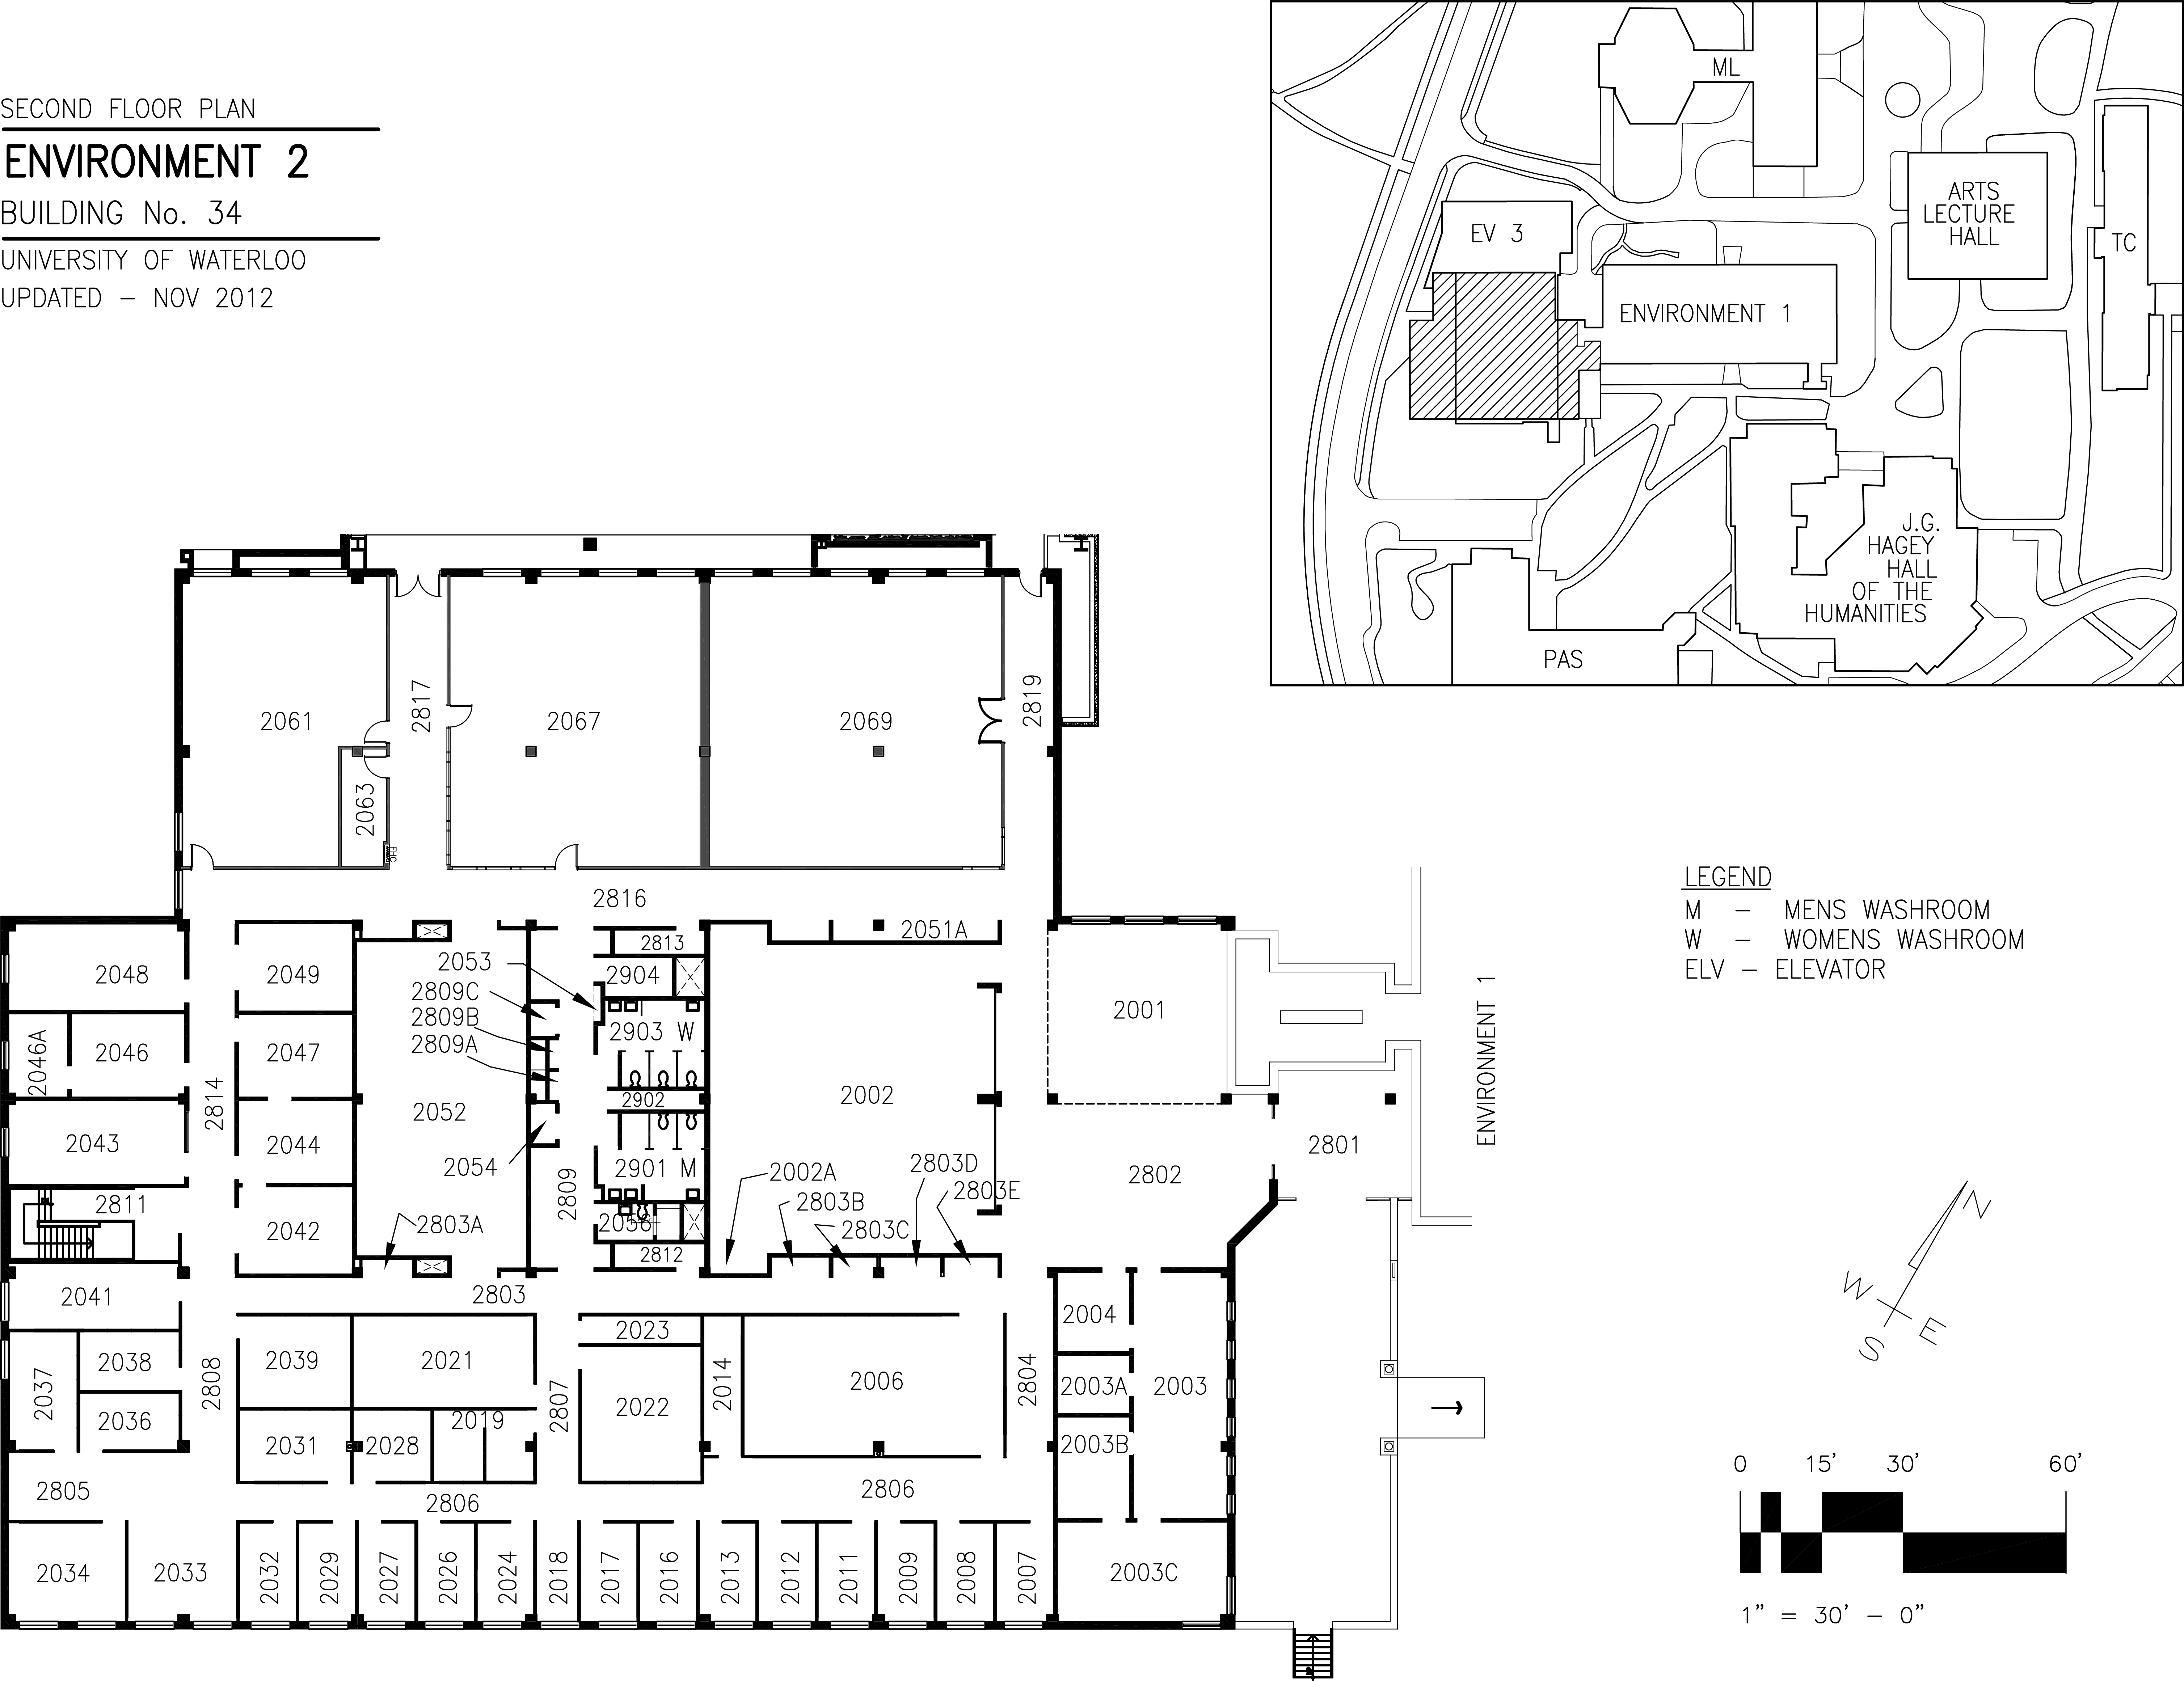 SECOND FLOOR PLAN
ENVIRONMENT 2
BUILDING No. 34
UNIVERSITY OF WATERLOO
UPDATED - NOV 2012
ML
EV 3
ENVIRONMENT 1
ARTS
LECTURE
HALL
TC
J.G.
HAGEY
HALL
OF THE
HUMANITIES
PAS
2061
2817
2067
2069
2819
2063
FHC
2816
2051A
2813
2053
2904
2048
2049
2809C
2809B
2809A
2903 W
2001
ENVIRONMENT 1
2046A
2046
2047
2814
2052
2902
2002
2043
2044
2054
2901 M
2802
2801
2811
2042
2803A
2809
2056
2812
2002A
2803B
2803C
2803D
2803E
2041
2803
2004
2037
2038
2036
2808
2039
2021
2807
2023
2022
2014
2006
2804
2003A
2003
2003B
2031
2028
2019
2805
2806
2806
2034
2033
2032
2029
2027
2026
2024
2018
2017
2016
2013
2012
2011
2009
2008
2007
2003C
LEGEND
M - MENS WASHROOM
W - WOMENS WASHROOM
ELV - ELEVATOR
N
W
E
S
0 15' 30' 60'
1" = 30' - 0"